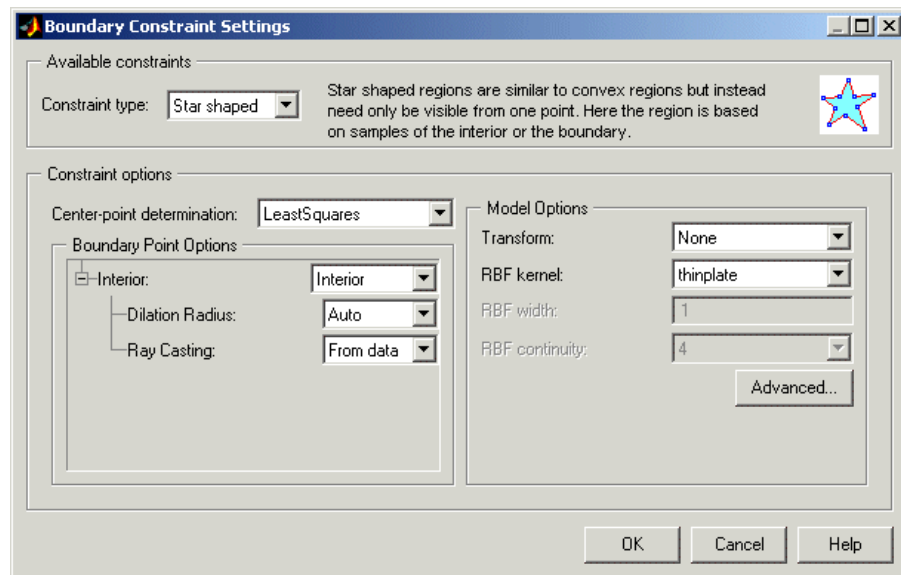 Boundary Constraint Settings
Available constraints
Constraint type: Star shaped
Star shaped regions are similar to convex regions but instead
need only be visible from one point. Here the region is based
on samples of the interior or the boundary.
Constraint options
Center-point determination: LeastSquares
Boundary Point Options
Interior: Interior
Dilation Radius: Auto
Ray Casting: From data
Model Options
Transform: None
RBF kernel: thinplate
RBF width: 1
RBF continuity: 4
Advanced...
OK Cancel Help